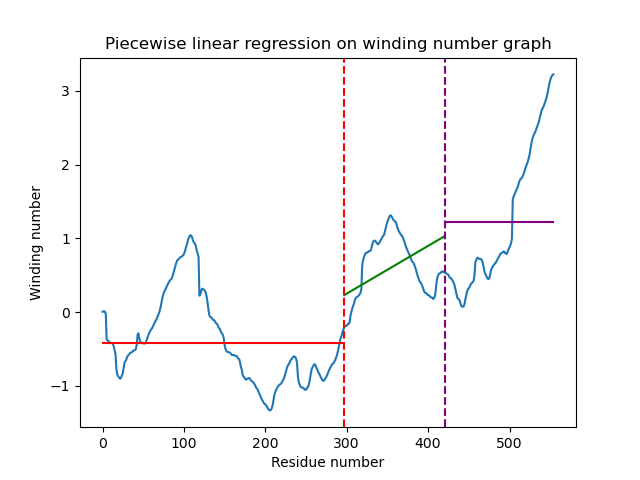 Piecewise linear regression on winding number graph
Winding number
3
2
1
0
−1
0 100 200 300 400 500
Residue number